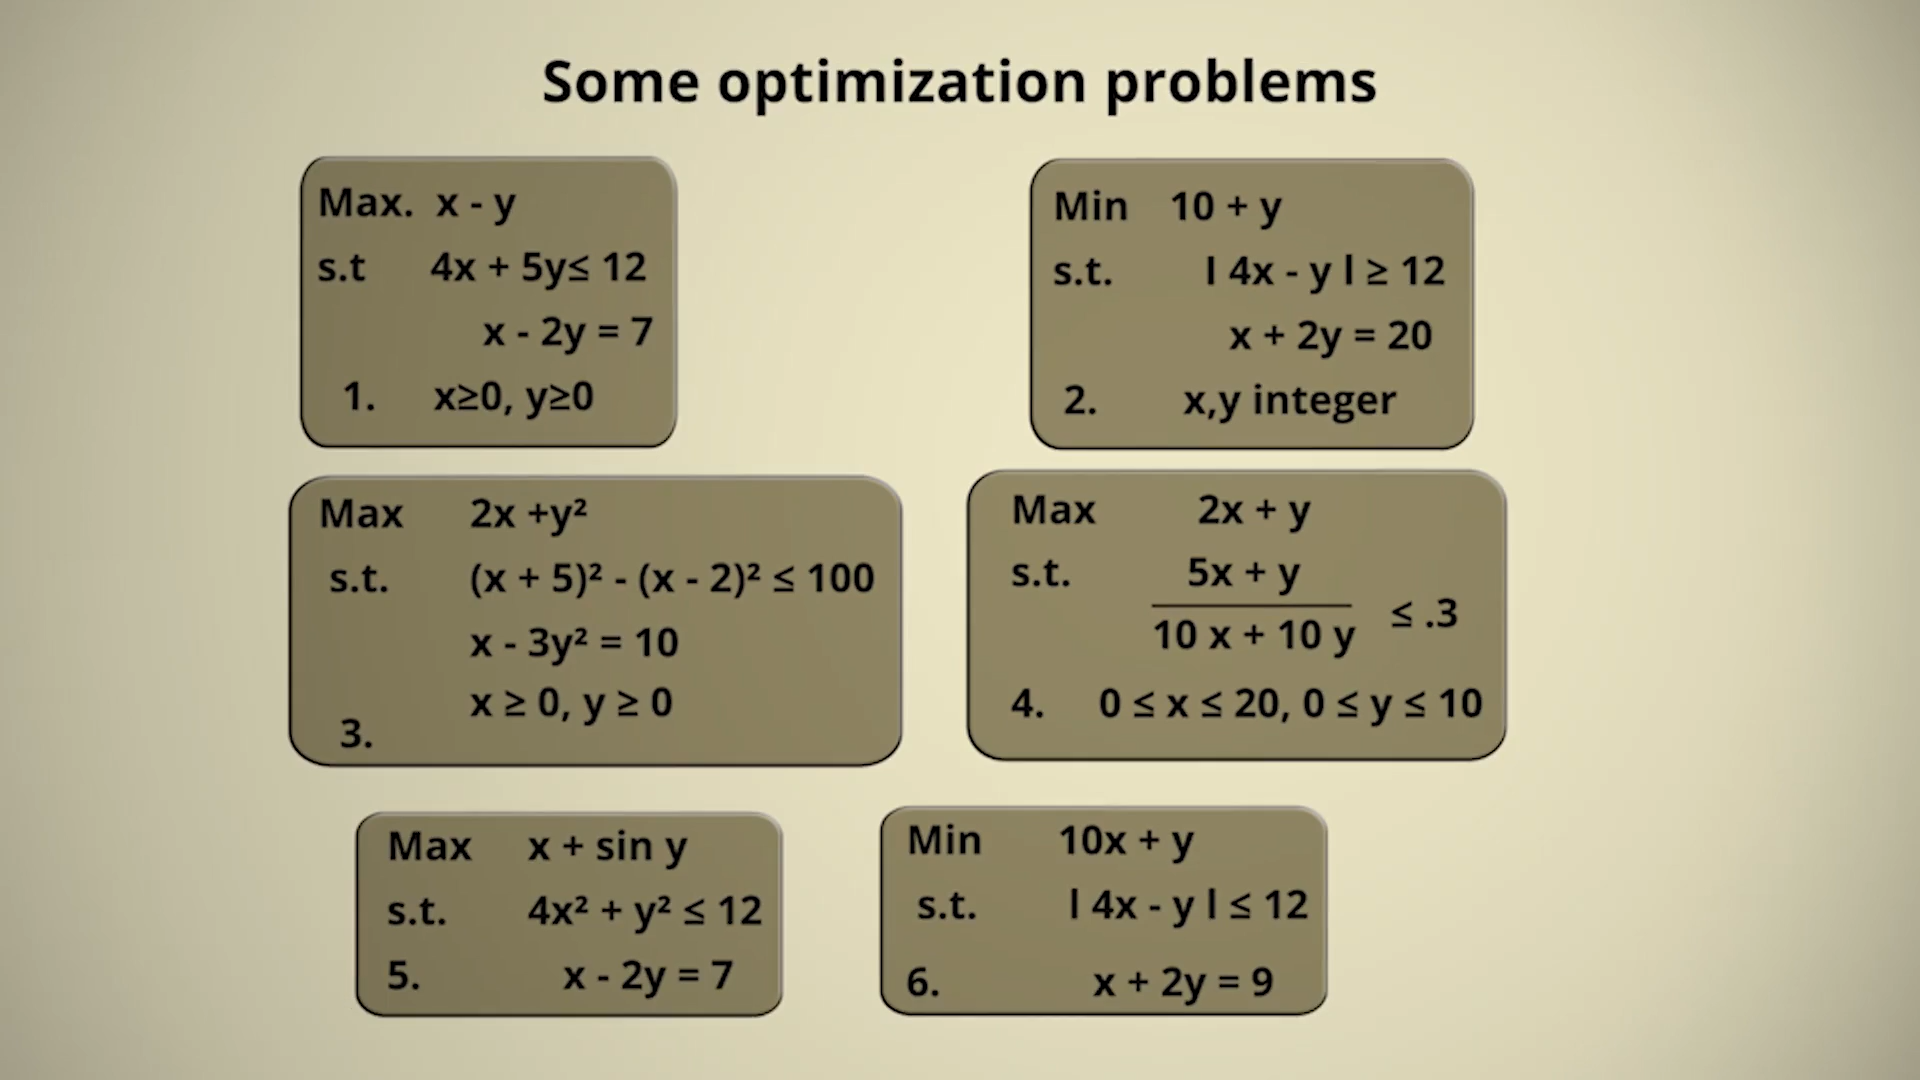 Some optimization problems
Max. x - y
s.t 4x + 5y≤ 12
x - 2y = 7
1. x≥0, y≥0
Min 10 + y
s.t. l 4x - y l ≥ 12
x + 2y = 20
2. x,y integer
Max 2x +y²
s.t. (x + 5)² - (x - 2)² ≤ 100
x - 3y² = 10
x ≥ 0, y ≥ 0
3.
Max 2x + y
s.t. 5x + y
10 x + 10 y ≤ .3
4. 0 ≤ x ≤ 20, 0 ≤ y ≤ 10
Max x + sin y
s.t. 4x² + y² ≤ 12
5. x - 2y = 7
Min 10x + y
s.t. l 4x - y l ≤ 12
6. x + 2y = 9